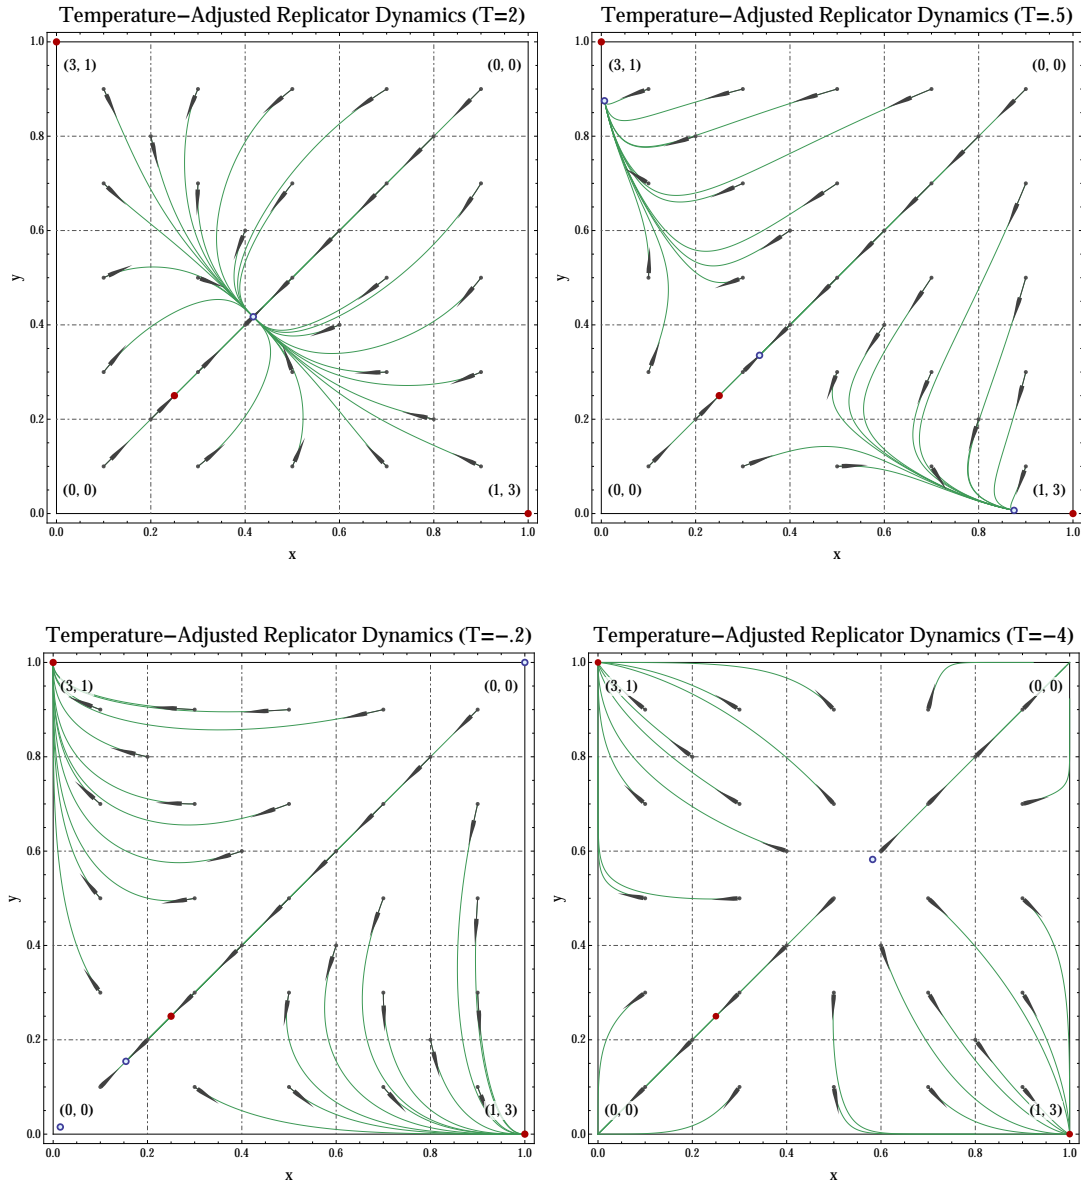 Temperature-Adjusted Replicator Dynamics (T=2)
1.0
(3, 1)
(0, 0)
0.8
0.6
y
0.4
0.2
(0, 0)
(1, 3)
0.0
0.0 0.2 0.4 0.6 0.8 1.0
x
Temperature-Adjusted Replicator Dynamics (T=.5)
1.0
(3, 1)
(0, 0)
0.8
0.6
y
0.4
0.2
(0, 0)
(1, 3)
0.0
0.0 0.2 0.4 0.6 0.8 1.0
x
Temperature-Adjusted Replicator Dynamics (T=-.2)
1.0
(3, 1)
(0, 0)
0.8
0.6
y
0.4
0.2
(0, 0)
(1, 3)
0.0
0.0 0.2 0.4 0.6 0.8 1.0
x
Temperature-Adjusted Replicator Dynamics (T=-4)
1.0
(3, 1)
(0, 0)
0.8
0.6
y
0.4
0.2
(0, 0)
(1, 3)
0.0
0.0 0.2 0.4 0.6 0.8 1.0
x